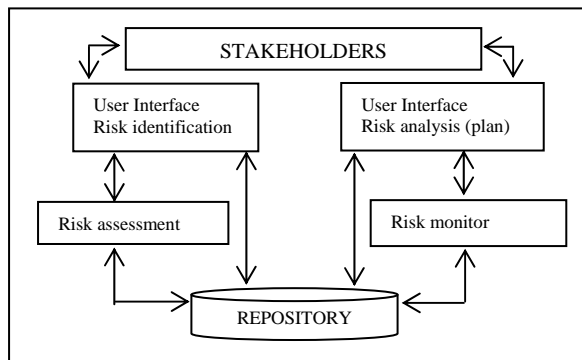 STAKEHOLDERS
User Interface
Risk identification
User Interface
Risk analysis (plan)
Risk assessment
Risk monitor
REPOSITORY